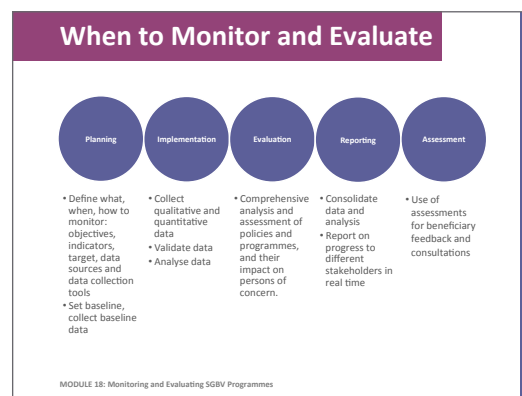 When to Monitor and Evaluate
Planning
Implementation
Evaluation
Reporting
Assessment
• Define what,
when, how to
monitor:
objectives,
indicators,
target, data
sources and
data collection
tools
• Set baseline,
collect baseline
data
• Collect
qualitative and
quantitative
data
• Validate data
• Analyse data
• Comprehensive
analysis and
assessment of
policies and
programmes,
and their
impact on
persons of
concern.
• Consolidate
data and
analysis
• Report on
progress to
different
stakeholders in
real time
• Use of
assessments
for beneficiary
feedback and
consultations
MODULE 18: Monitoring and Evaluating SGBV Programmes